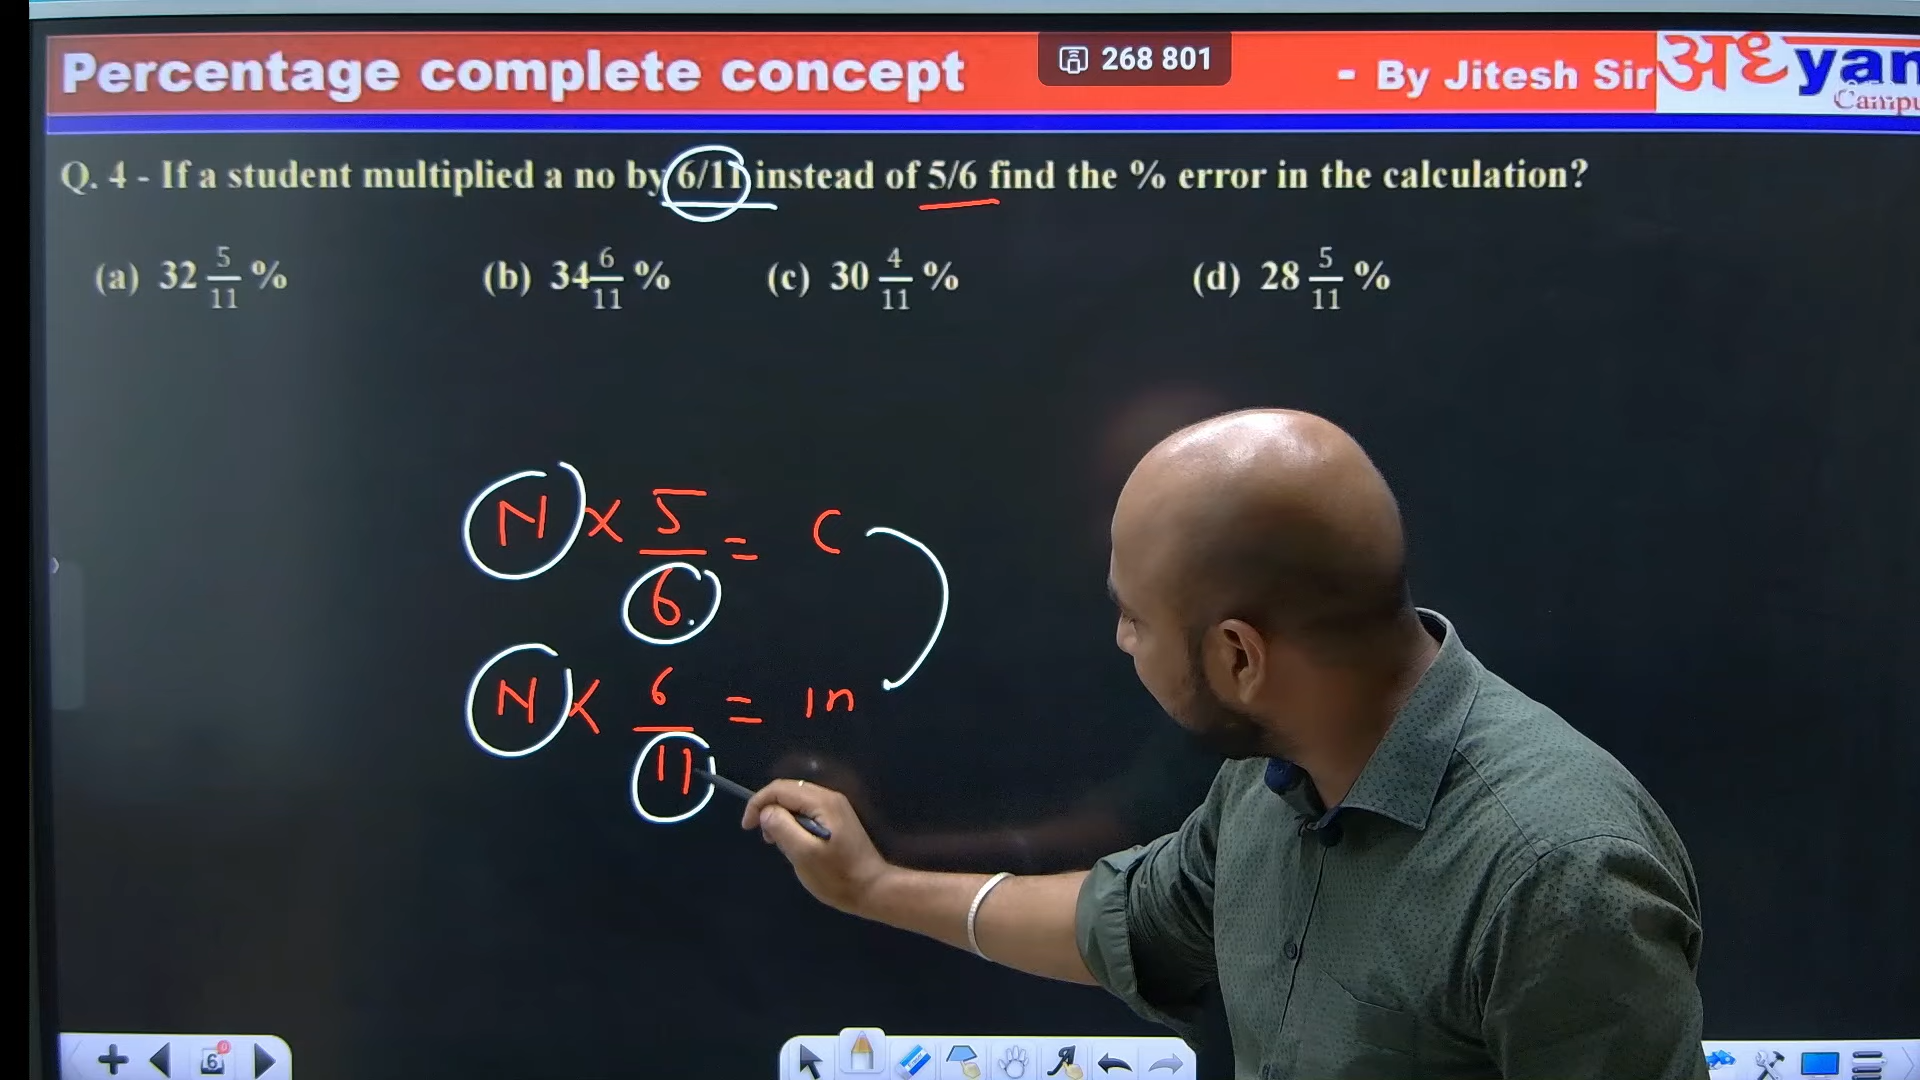 Percentage complete concept
268 801
- By Jitesh Sir
अध्yan
Campu
Q. 4 - If a student multiplied a no by 6/11 instead of 5/6 find the % error in the calculation?
(a) 32 5/11 % (b) 34 6/11 % (c) 30 4/11 % (d) 28 5/11 %
N × 5/6 = C
N × 6/11 = in
6